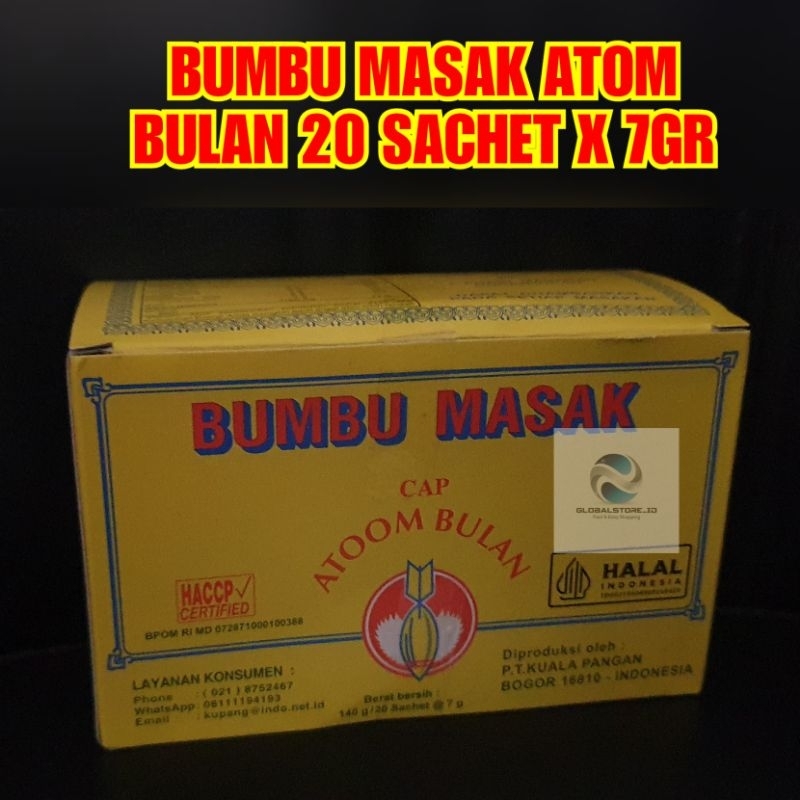 BUMBU MASAK ATOM
BULAN 20 SACHET X 7GR
BUMBU MASAK
CAP
ATOOM BULAN
GLOBALSTORE_ID
HACCP
CERTIFIED
HALAL
INDONESIA
BPOM RI MD 072871000100388
LAYANAN KONSUMEN :
Phone : ( 021 ) 8752467
WhatsApp : 08111194193
Email : kupang@indo.net.id
Berat bersih :
140 g/20 Sachet @ 7 g
Diproduksi oleh :
P.T.KUALA PANGAN
BOGOR 16810 - INDONESIA